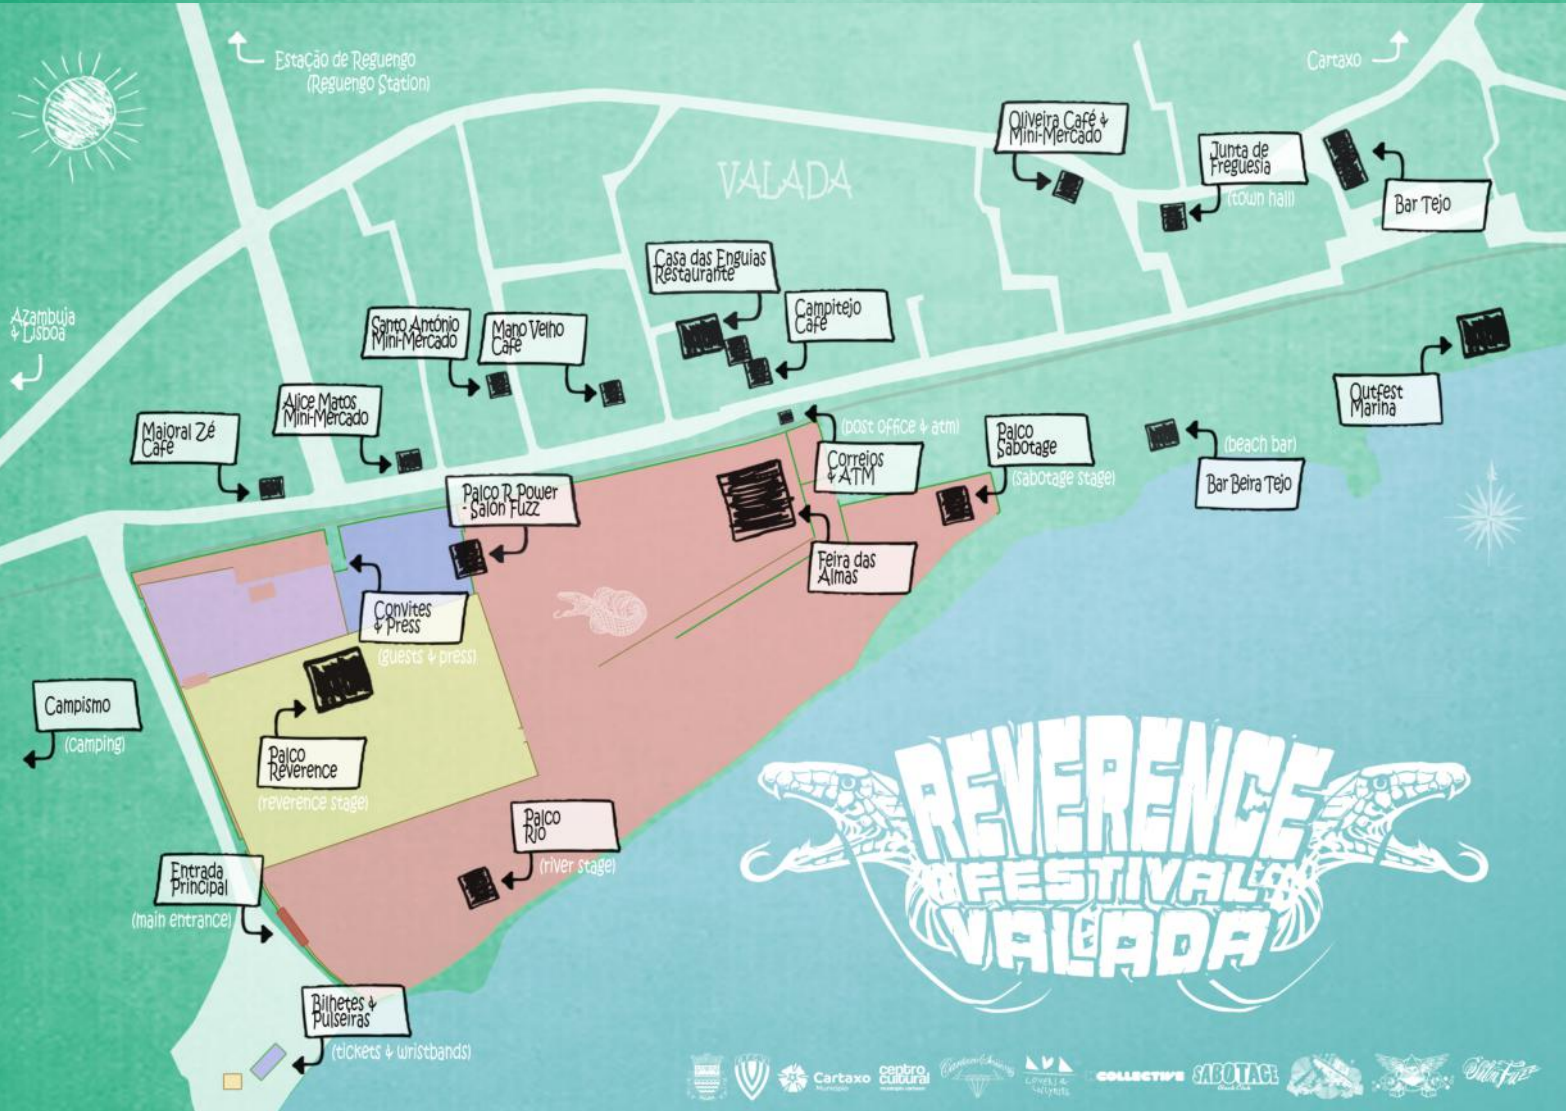 Estação de Reguengo
(Reguengo Station)
Cartaxo
VALADA
Oliveira Café &
Mini-Mercado
Junta de
Freguesia
(town hall)
Bar Tejo
Azambuja
& Lisboa
Casa das Enguias
Restaurante
Campitejo
Café
Santo António
Mini-Mercado
Mano Velho
Café
Alice Matos
Mini-Mercado
Maioral Zé
Café
Outfest
Marina
(post office & atm)
Correios
& ATM
Palco
Sabotage
(sabotage stage)
(beach bar)
Bar Beira Tejo
Palco R. Power
- Salon Fuzz
Feira das
Almas
Convites
& Press
(guests & press)
Campismo
(camping)
Palco
Reverence
(reverence stage)
Palco
Rio
(river stage)
Entrada
Principal
(main entrance)
Bilhetes &
Pulseiras
(tickets & wristbands)
REVERENCE
FESTIVAL
VALADA
Cartaxo
Município
centro
cultural
COLLECTIVE
SABOTAGE